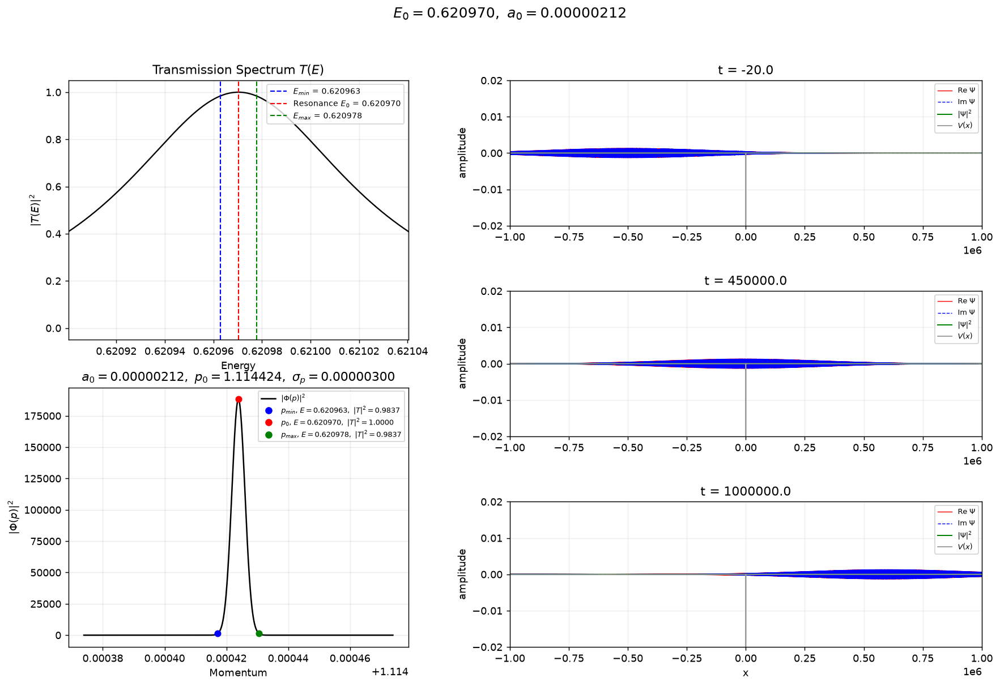 E₀ = 0.620970, a₀ = 0.00000212
Transmission Spectrum T(E)
|T(E)|²
1.0
0.8
0.6
0.4
0.2
0.0
E_min = 0.620963
Resonance E₀ = 0.620970
E_max = 0.620978
0.62092 0.62094 0.62096 0.62098 0.62100 0.62102 0.62104
Energy
a₀ = 0.00000212, p₀ = 1.114424, σ_p = 0.00000300
|Φ(p)|²
175000
150000
125000
100000
75000
50000
25000
0
|Φ(p)|²
p_min, E = 0.620963, |T|² = 0.9837
p₀, E = 0.620970, |T|² = 1.0000
p_max, E = 0.620978, |T|² = 0.9837
0.00038 0.00040 0.00042 0.00044 0.00046
Momentum
+1.114
t = -20.0
amplitude
0.02
0.01
0.00
−0.01
−0.02
Re Ψ
Im Ψ
|Ψ|²
V(x)
−1.00 −0.75 −0.50 −0.25 0.00 0.25 0.50 0.75 1.00
1e6
t = 450000.0
amplitude
0.02
0.01
0.00
−0.01
−0.02
Re Ψ
Im Ψ
|Ψ|²
V(x)
−1.00 −0.75 −0.50 −0.25 0.00 0.25 0.50 0.75 1.00
1e6
t = 1000000.0
amplitude
0.02
0.01
0.00
−0.01
−0.02
Re Ψ
Im Ψ
|Ψ|²
V(x)
−1.00 −0.75 −0.50 −0.25 0.00 0.25 0.50 0.75 1.00
x
1e6